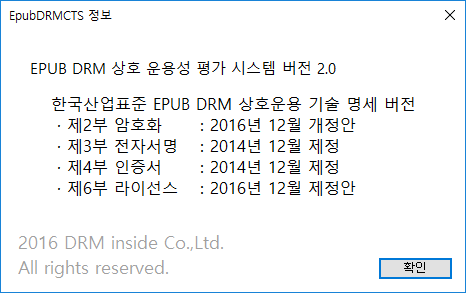 EpubDRMCTS 정보
EPUB DRM 상호 운용성 평가 시스템 버전 2.0
한국산업표준 EPUB DRM 상호운용 기술 명세 버전
· 제2부 암호화 : 2016년 12월 개정안
· 제3부 전자서명 : 2014년 12월 제정
· 제4부 인증서 : 2014년 12월 제정
· 제6부 라이선스 : 2016년 12월 제정안
2016 DRM inside Co.,Ltd.
All rights reserved.
확인